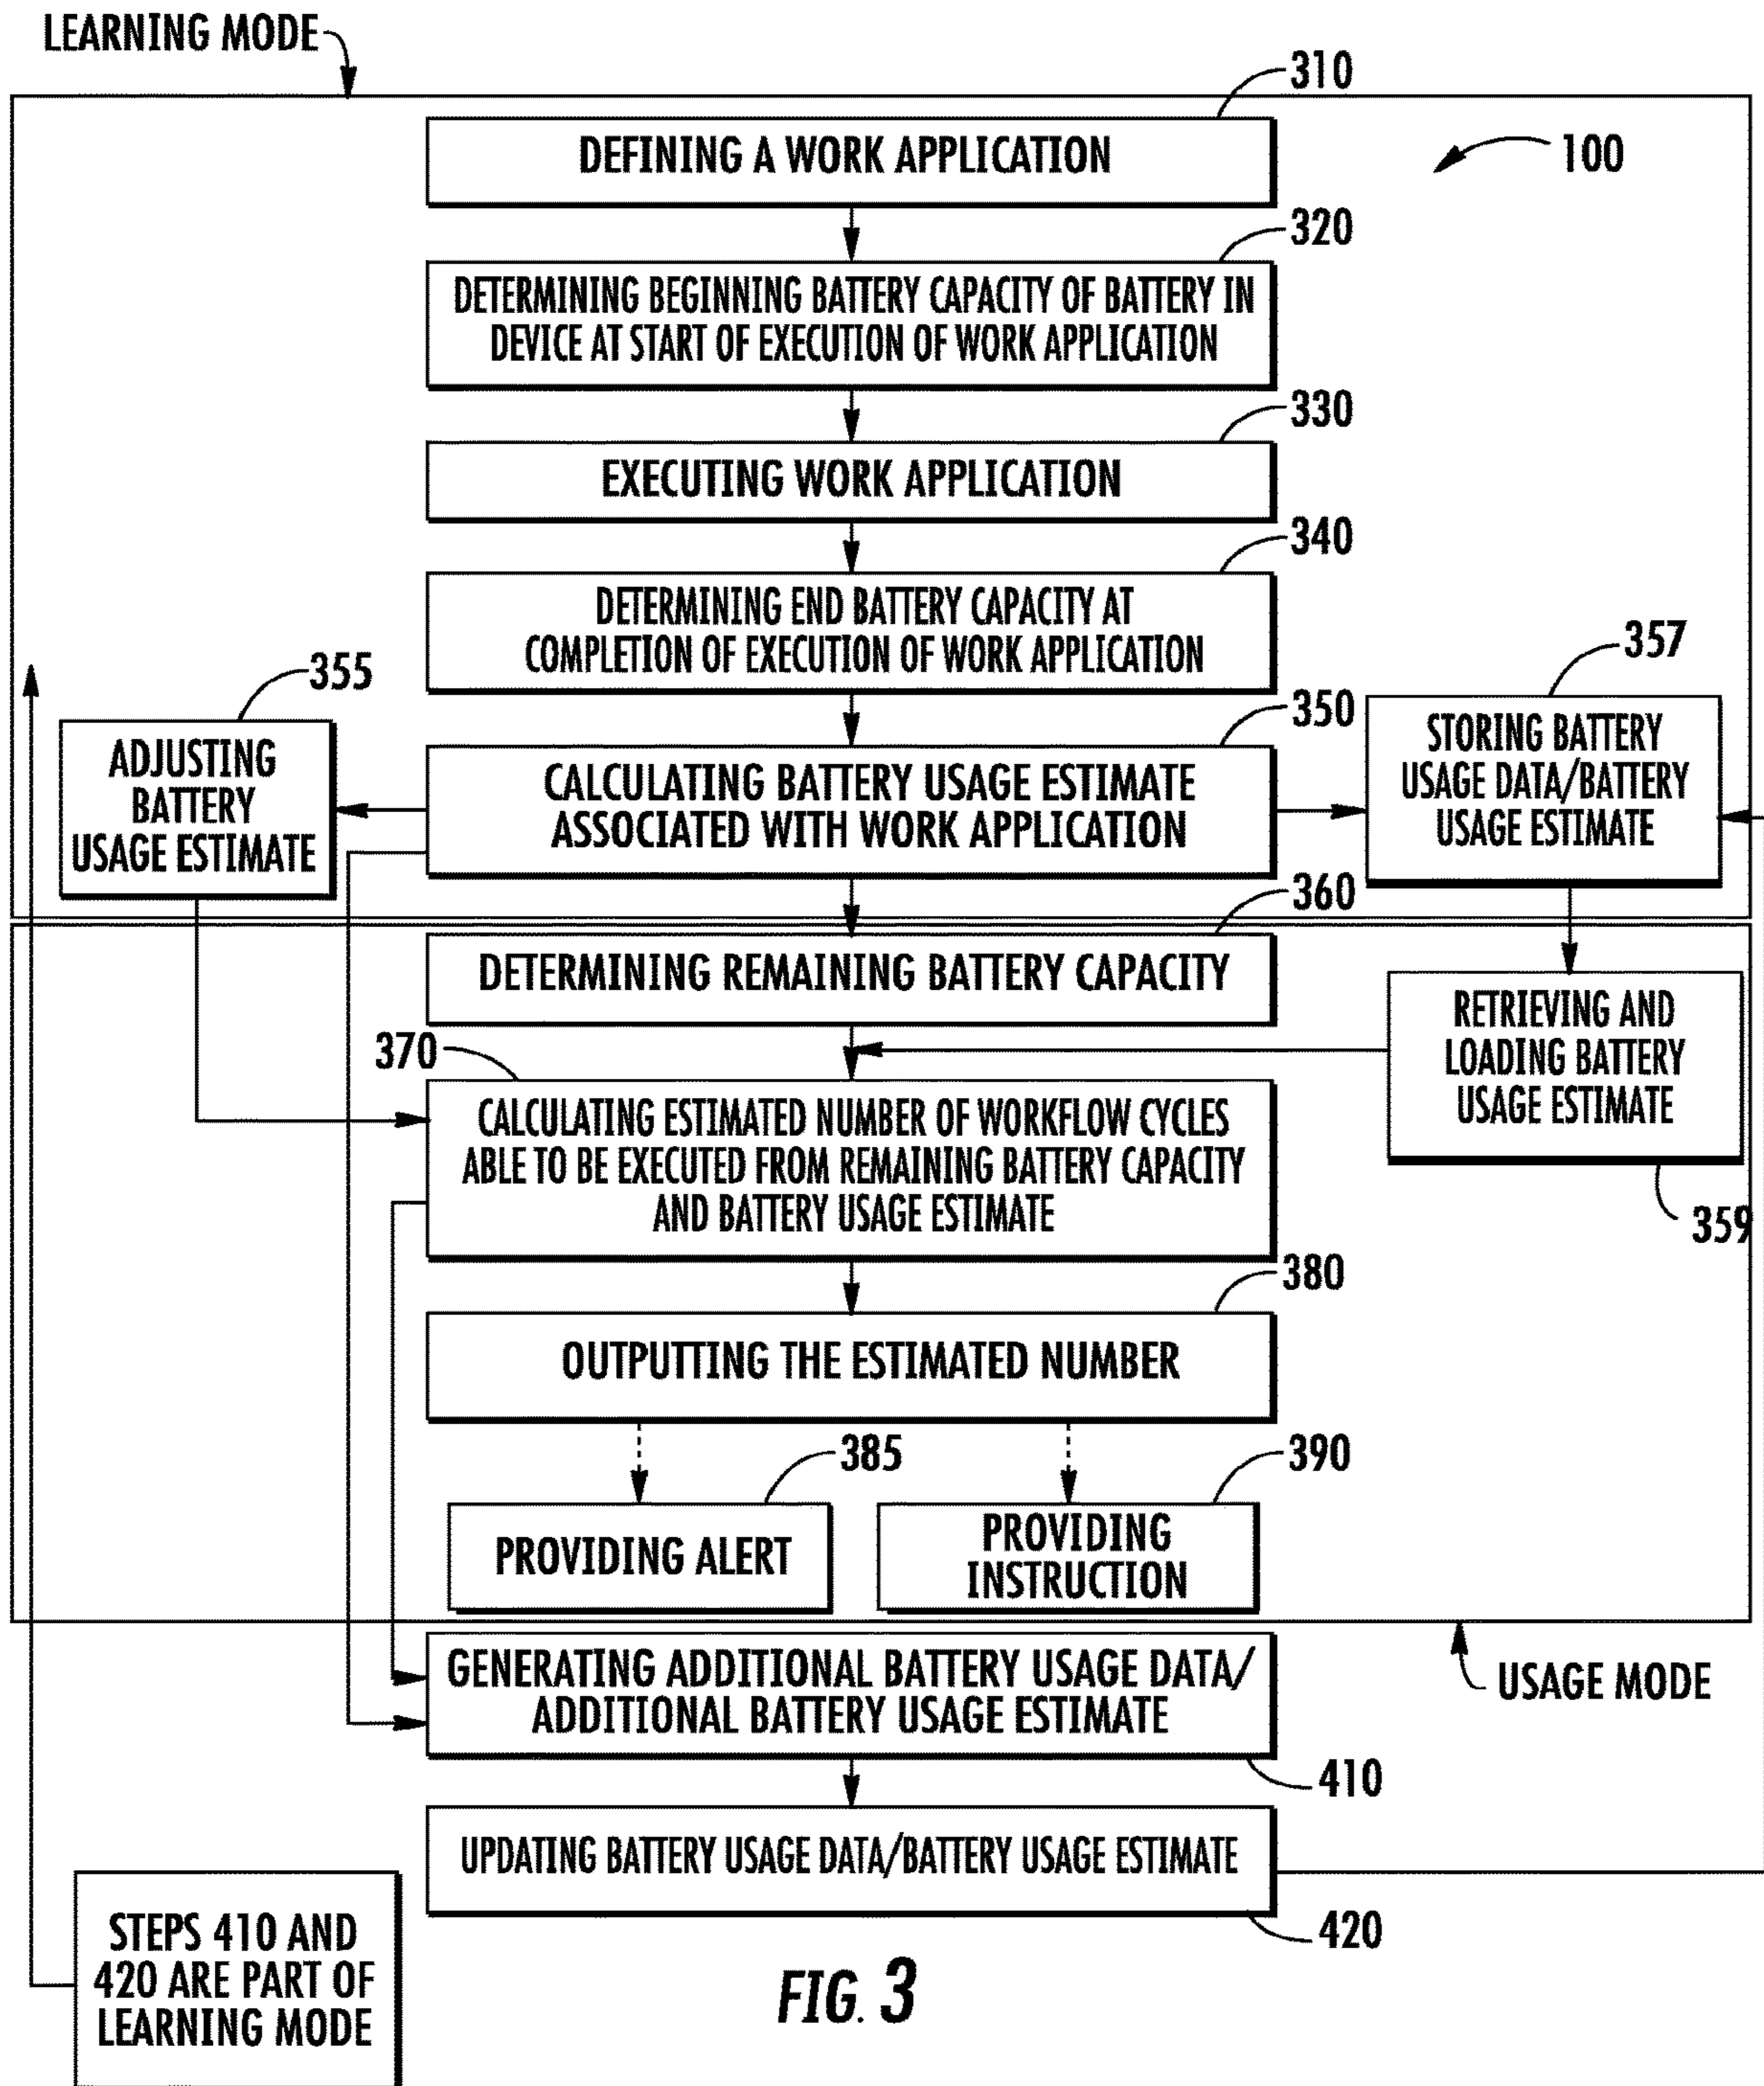 LEARNING MODE
310
DEFINING A WORK APPLICATION
100
320
DETERMINING BEGINNING BATTERY CAPACITY OF BATTERY IN
DEVICE AT START OF EXECUTION OF WORK APPLICATION
330
EXECUTING WORK APPLICATION
340
DETERMINING END BATTERY CAPACITY AT
COMPLETION OF EXECUTION OF WORK APPLICATION
355
ADJUSTING
BATTERY
USAGE ESTIMATE
350
CALCULATING BATTERY USAGE ESTIMATE
ASSOCIATED WITH WORK APPLICATION
357
STORING BATTERY
USAGE DATA/BATTERY
USAGE ESTIMATE
360
DETERMINING REMAINING BATTERY CAPACITY
RETRIEVING AND
LOADING BATTERY
USAGE ESTIMATE
359
370
CALCULATING ESTIMATED NUMBER OF WORKFLOW CYCLES
ABLE TO BE EXECUTED FROM REMAINING BATTERY CAPACITY
AND BATTERY USAGE ESTIMATE
380
OUTPUTTING THE ESTIMATED NUMBER
385
PROVIDING ALERT
390
PROVIDING
INSTRUCTION
USAGE MODE
GENERATING ADDITIONAL BATTERY USAGE DATA/
ADDITIONAL BATTERY USAGE ESTIMATE
410
UPDATING BATTERY USAGE DATA/BATTERY USAGE ESTIMATE
420
STEPS 410 AND
420 ARE PART OF
LEARNING MODE
FIG. 3